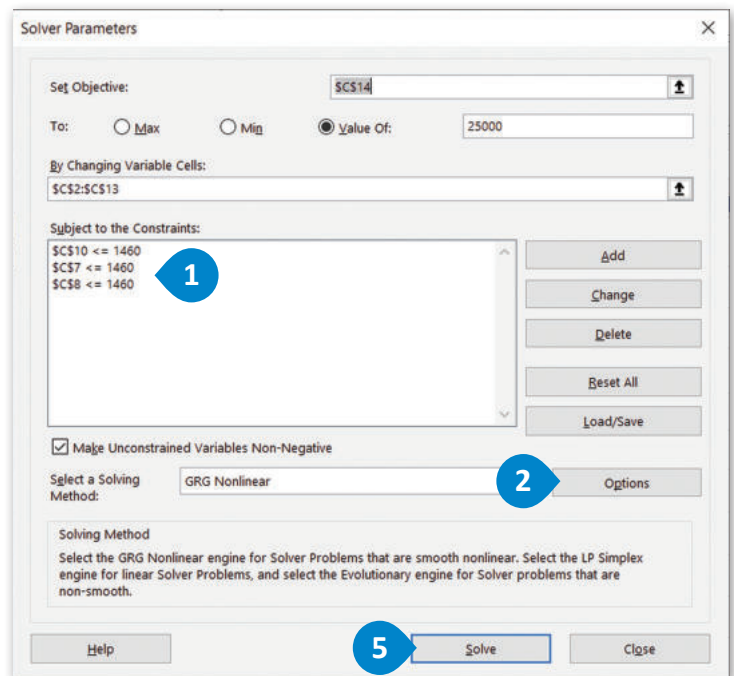 Solver Parameters
Set Objective:
$C$14
To:
Max
Min
Value Of:
25000
By Changing Variable Cells:
$C$2:$C$13
Subject to the Constraints:
$C$10 <= 1460
$C$7 <= 1460
$C$8 <= 1460
1
Add
Change
Delete
Reset All
Load/Save
Make Unconstrained Variables Non-Negative
Select a Solving
Method:
GRG Nonlinear
2
Options
Solving Method
Select the GRG Nonlinear engine for Solver Problems that are smooth nonlinear. Select the LP Simplex
engine for linear Solver Problems, and select the Evolutionary engine for Solver problems that are
non-smooth.
Help
5
Solve
Close